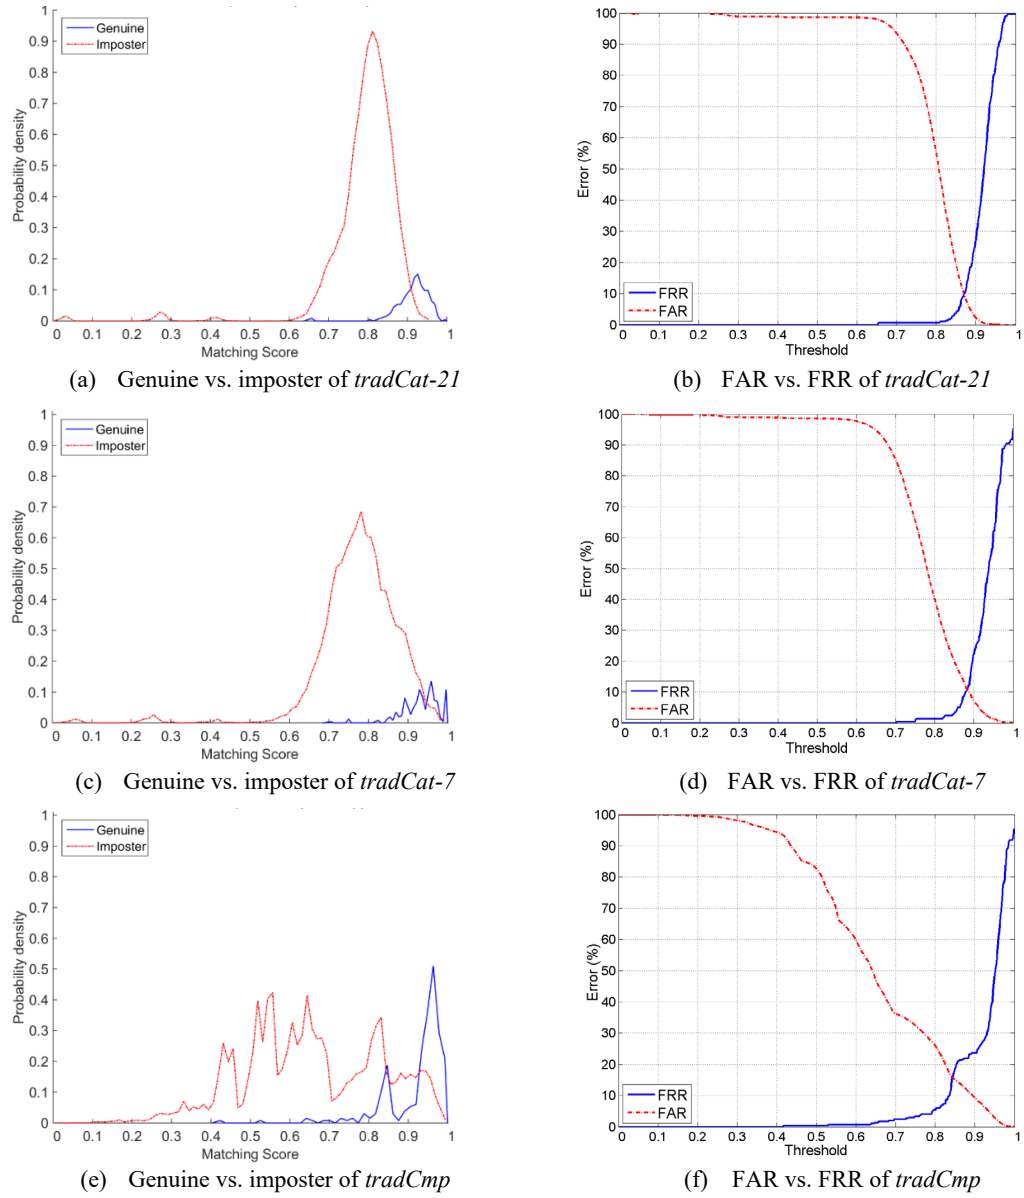 1
0.9
0.8
0.7
0.6
0.5
0.4
0.3
0.2
0.1
0
Probability density
Genuine
Imposter
0 0.1 0.2 0.3 0.4 0.5 0.6 0.7 0.8 0.9 1
Matching Score
100
90
80
70
60
50
40
30
20
10
0
Error (%)
FRR
FAR
0 0.1 0.2 0.3 0.4 0.5 0.6 0.7 0.8 0.9 1
Threshold
(a) Genuine vs. imposter of tradCat-21
(b) FAR vs. FRR of tradCat-21
1
0.9
0.8
0.7
0.6
0.5
0.4
0.3
0.2
0.1
0
Probability density
Genuine
Imposter
0 0.1 0.2 0.3 0.4 0.5 0.6 0.7 0.8 0.9 1
Matching Score
100
90
80
70
60
50
40
30
20
10
0
Error (%)
FRR
FAR
0 0.1 0.2 0.3 0.4 0.5 0.6 0.7 0.8 0.9 1
Threshold
(c) Genuine vs. imposter of tradCat-7
(d) FAR vs. FRR of tradCat-7
1
0.9
0.8
0.7
0.6
0.5
0.4
0.3
0.2
0.1
0
Probability density
Genuine
Imposter
0 0.1 0.2 0.3 0.4 0.5 0.6 0.7 0.8 0.9 1
Matching Score
100
90
80
70
60
50
40
30
20
10
0
Error (%)
FRR
FAR
0 0.1 0.2 0.3 0.4 0.5 0.6 0.7 0.8 0.9 1
Threshold
(e) Genuine vs. imposter of tradCmp
(f) FAR vs. FRR of tradCmp